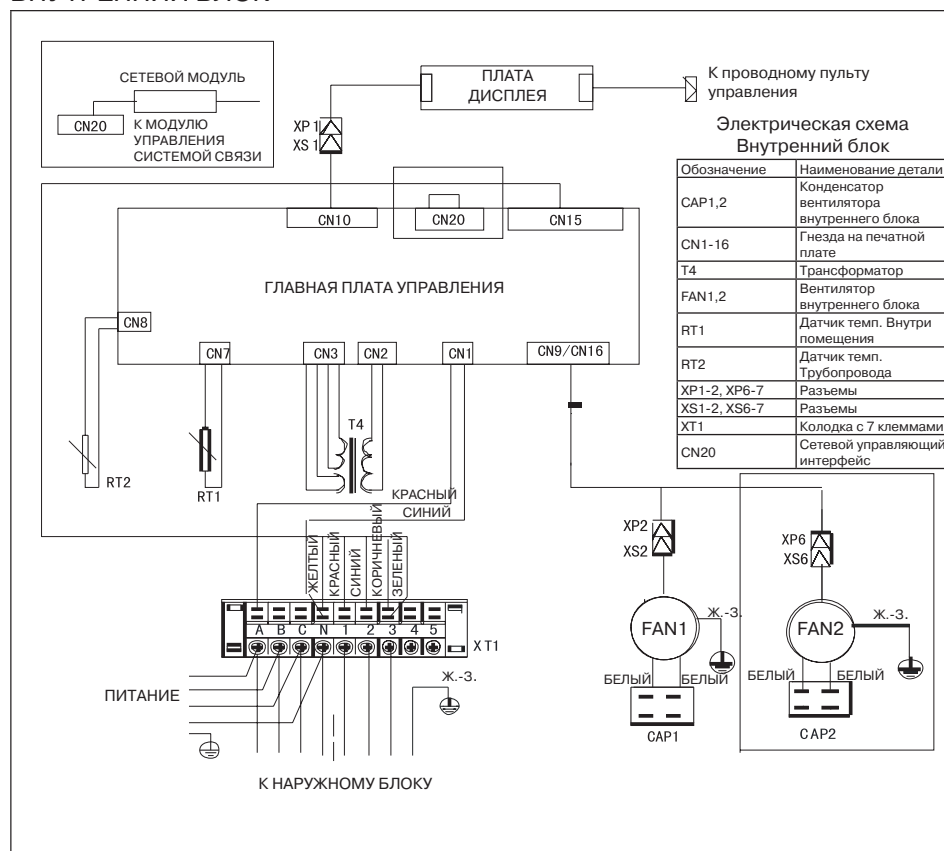 СЕТЕВОЙ МОДУЛЬ
CN20
К МОДУЛЮ
УПРАВЛЕНИЯ
СИСТЕМОЙ СВЯЗИ
XP1
XS1
ПЛАТА
ДИСПЛЕЯ
К проводному пульту
управления
Электрическая схема
Внутренний блок
Обозначение Наименование детали
CAP1,2 Конденсатор
вентилятора
внутреннего блока
CN1-16 Гнезда на печатной
плате
T4 Трансформатор
FAN1,2 Вентилятор
внутреннего блока
RT1 Датчик темп. Внутри
помещения
RT2 Датчик темп.
Трубопровода
XP1-2, XP6-7 Разъемы
XS1-2, XS6-7 Разъемы
XT1 Колодка с 7 клеммами
CN20 Сетевой управляющий
интерфейс
CN10 CN20 CN15
ГЛАВНАЯ ПЛАТА УПРАВЛЕНИЯ
CN8
CN7 CN3 CN2 CN1 CN9/CN16
T4
RT2
RT1
КРАСНЫЙ
СИНИЙ
ЖЕЛТЫЙ
КРАСНЫЙ
СИНИЙ
КОРИЧНЕВЫЙ
ЗЕЛЕНЫЙ
A B C N 1 2 3 4 5
XT1
ПИТАНИЕ
Ж.-З.
К НАРУЖНОМУ БЛОКУ
XP2
XS2
FAN1
Ж.-З.
БЕЛЫЙ БЕЛЫЙ
CAP1
XP6
XS6
FAN2
Ж.-З.
БЕЛЫЙ БЕЛЫЙ
CAP2